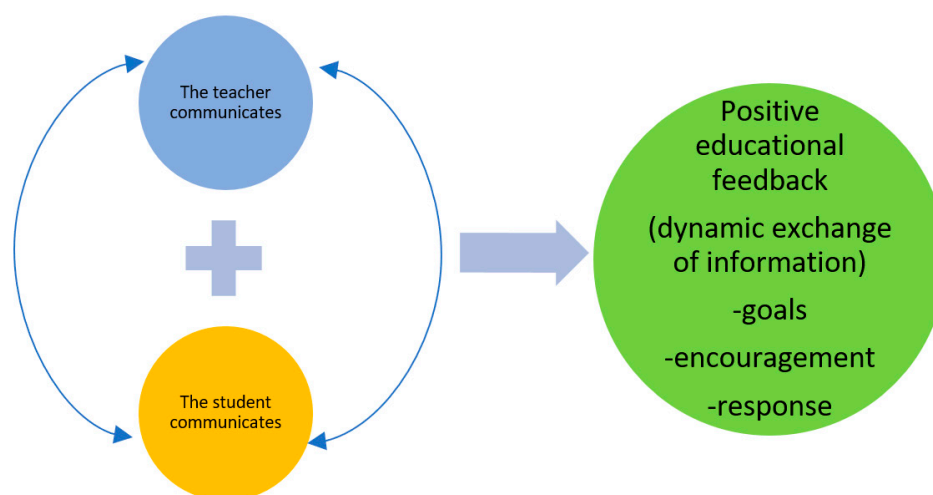 The teacher
communicates
The student
communicates
Positive
educational
feedback
(dynamic exchange
of information)
-goals
-encouragement
-response